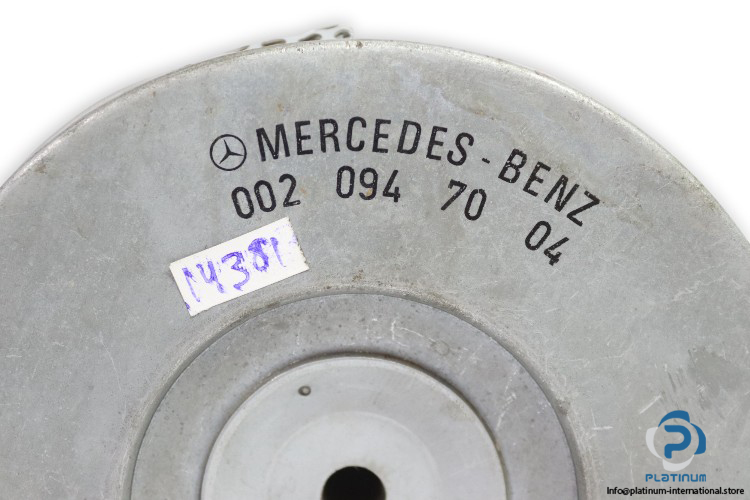 MERCEDES-BENZ
002 094 70 04
14381
PLATINUM
Info@platinum-international.store